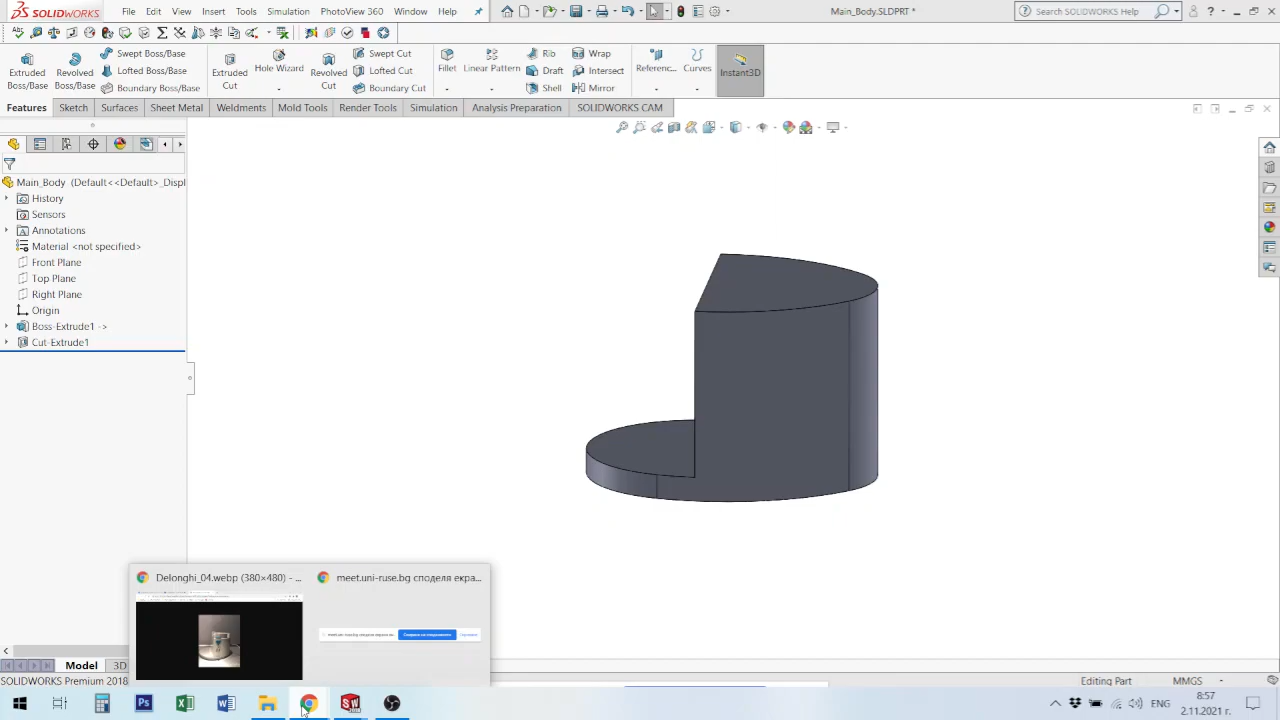 SOLIDWORKS File Edit View Insert Tools Simulation PhotoView 360 Window Help Main_Body.SLDPRT * Search SOLIDWORKS Help
Extruded Boss/Base
Revolved Boss/Base
Swept Boss/Base
Lofted Boss/Base
Boundary Boss/Base
Extruded Cut
Hole Wizard
Revolved Cut
Swept Cut
Lofted Cut
Boundary Cut
Fillet
Linear Pattern
Rib
Draft
Shell
Wrap
Intersect
Mirror
Referenc...
Curves
Instant3D
Features Sketch Surfaces Sheet Metal Weldments Mold Tools Render Tools Simulation Analysis Preparation SOLIDWORKS CAM
Main_Body (Default<<Default>_Displ
History
Sensors
Annotations
Material <not specified>
Front Plane
Top Plane
Right Plane
Origin
Boss-Extrude1 ->
Cut-Extrude1
Delonghi_04.webp (380×480) - ...
meet.uni-ruse.bg споделя екра...
Model 3D
SOLIDWORKS Premium 2018
Editing Part MMGS
8:57
ENG
2.11.2021 г.